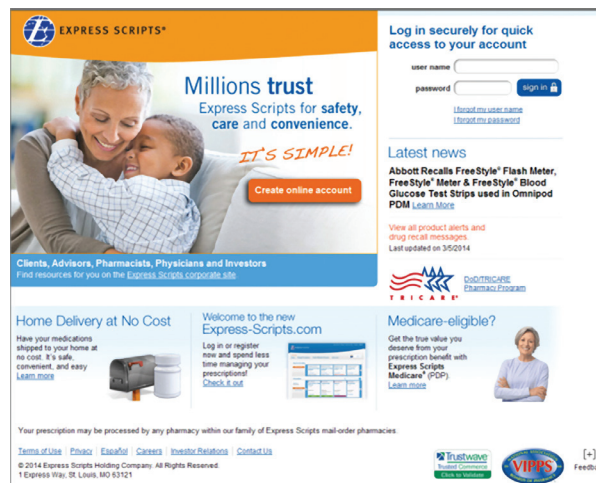 EXPRESS SCRIPTS®
Millions trust
Express Scripts for safety,
care and convenience.
IT'S SIMPLE!
Create online account
Clients, Advisors, Pharmacists, Physicians and Investors
Find resources for you on the Express Scripts corporate site
Log in securely for quick
access to your account
user name
password
sign in
I forgot my user name
I forgot my password
Latest news
Abbott Recalls FreeStyle® Flash Meter,
FreeStyle® Meter & FreeStyle® Blood
Glucose Test Strips used in Omnipod
PDM Learn More
View all product alerts and
drug recall messages
Last updated on 3/5/2014
TRICARE
DoD/TRICARE
Pharmacy Program
Home Delivery at No Cost
Have your medications
shipped to your home at
no cost. It's safe,
convenient, and easy
Learn more
Welcome to the new
Express-Scripts.com
Log in or register
now and spend less
time managing your
prescriptions!
Check it out
Medicare-eligible?
Get the true value you
deserve from your
prescription benefit with
Express Scripts
Medicare® (PDP).
Learn more
Your prescription may be processed by any pharmacy within our family of Express Scripts mail-order pharmacies.
Terms of Use | Privacy | Español | Careers | Investor Relations | Contact Us
© 2014 Express Scripts Holding Company. All Rights Reserved.
1 Express Way, St. Louis, MO 63121
Trustwave
Trusted Commerce
Click to Validate
VIPPS
[+]
Feedb